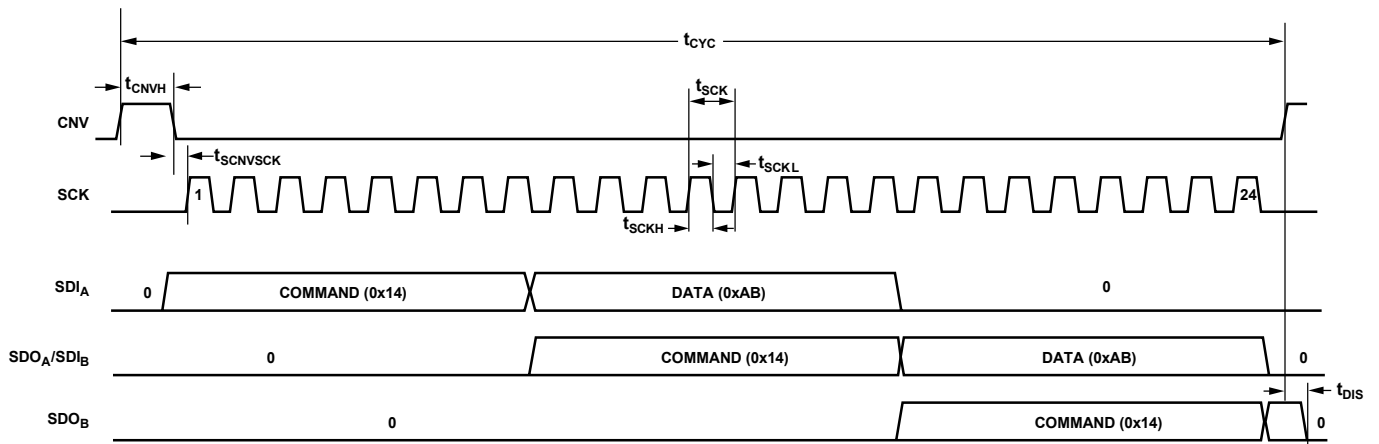 tCYC
tCNVH
tSCK
CNV
tSCNVSCK
tSCKL
SCK
1
24
tSCKH
SDIA
0
COMMAND (0x14)
DATA (0xAB)
0
SDOA/SDIB
0
COMMAND (0x14)
DATA (0xAB)
0
tDIS
SDOB
0
COMMAND (0x14)
0